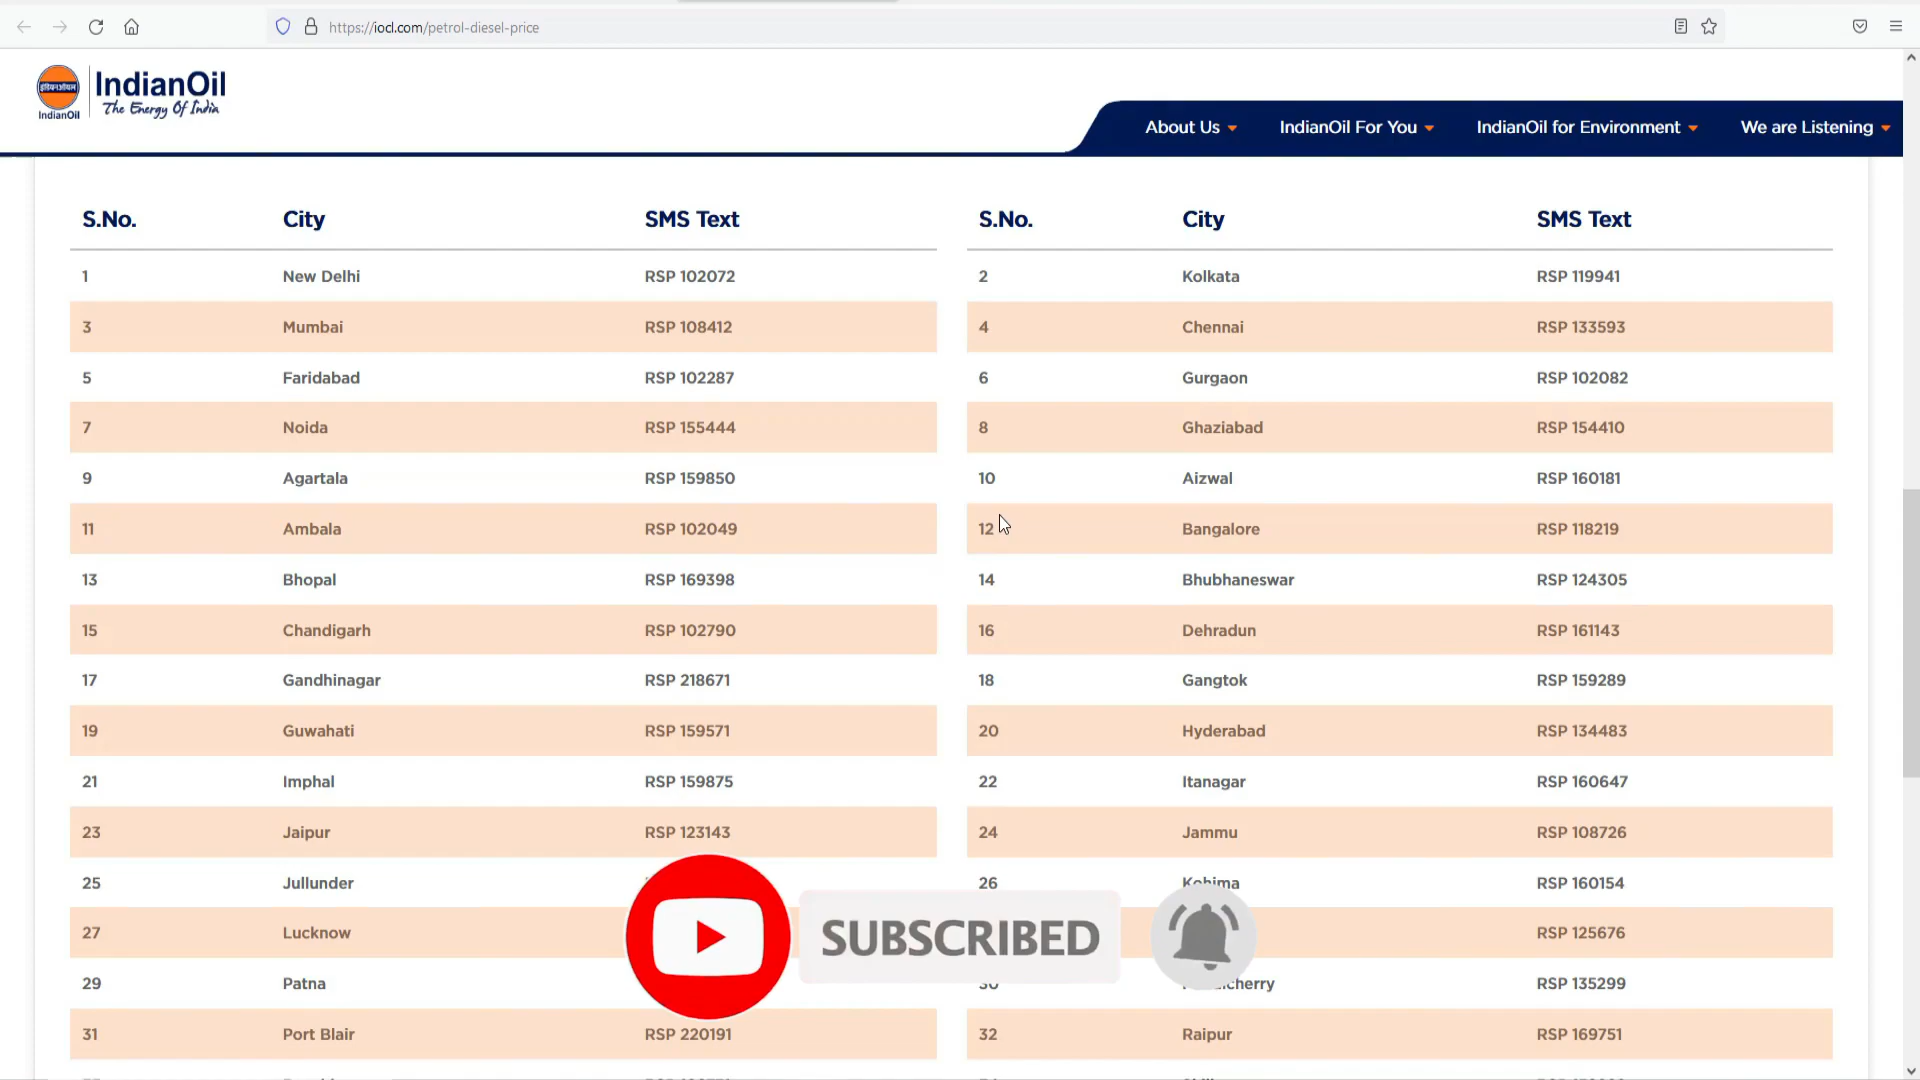 https://iocl.com/petrol-diesel-price
इंडियनऑयल
IndianOil
IndianOil
The Energy Of India
About Us
IndianOil For You
IndianOil for Environment
We are Listening
S.No. City SMS Text S.No. City SMS Text
1 New Delhi RSP 102072 2 Kolkata RSP 119941
3 Mumbai RSP 108412 4 Chennai RSP 133593
5 Faridabad RSP 102287 6 Gurgaon RSP 102082
7 Noida RSP 155444 8 Ghaziabad RSP 154410
9 Agartala RSP 159850 10 Aizwal RSP 160181
11 Ambala RSP 102049 12 Bangalore RSP 118219
13 Bhopal RSP 169398 14 Bhubhaneswar RSP 124305
15 Chandigarh RSP 102790 16 Dehradun RSP 161143
17 Gandhinagar RSP 218671 18 Gangtok RSP 159289
19 Guwahati RSP 159571 20 Hyderabad RSP 134483
21 Imphal RSP 159875 22 Itanagar RSP 160647
23 Jaipur RSP 123143 24 Jammu RSP 108726
25 Jullunder 26 Kohima RSP 160154
27 Lucknow RSP 125676
29 Patna 30 RSP 135299
31 Port Blair RSP 220191 32 Raipur RSP 169751
SUBSCRIBED